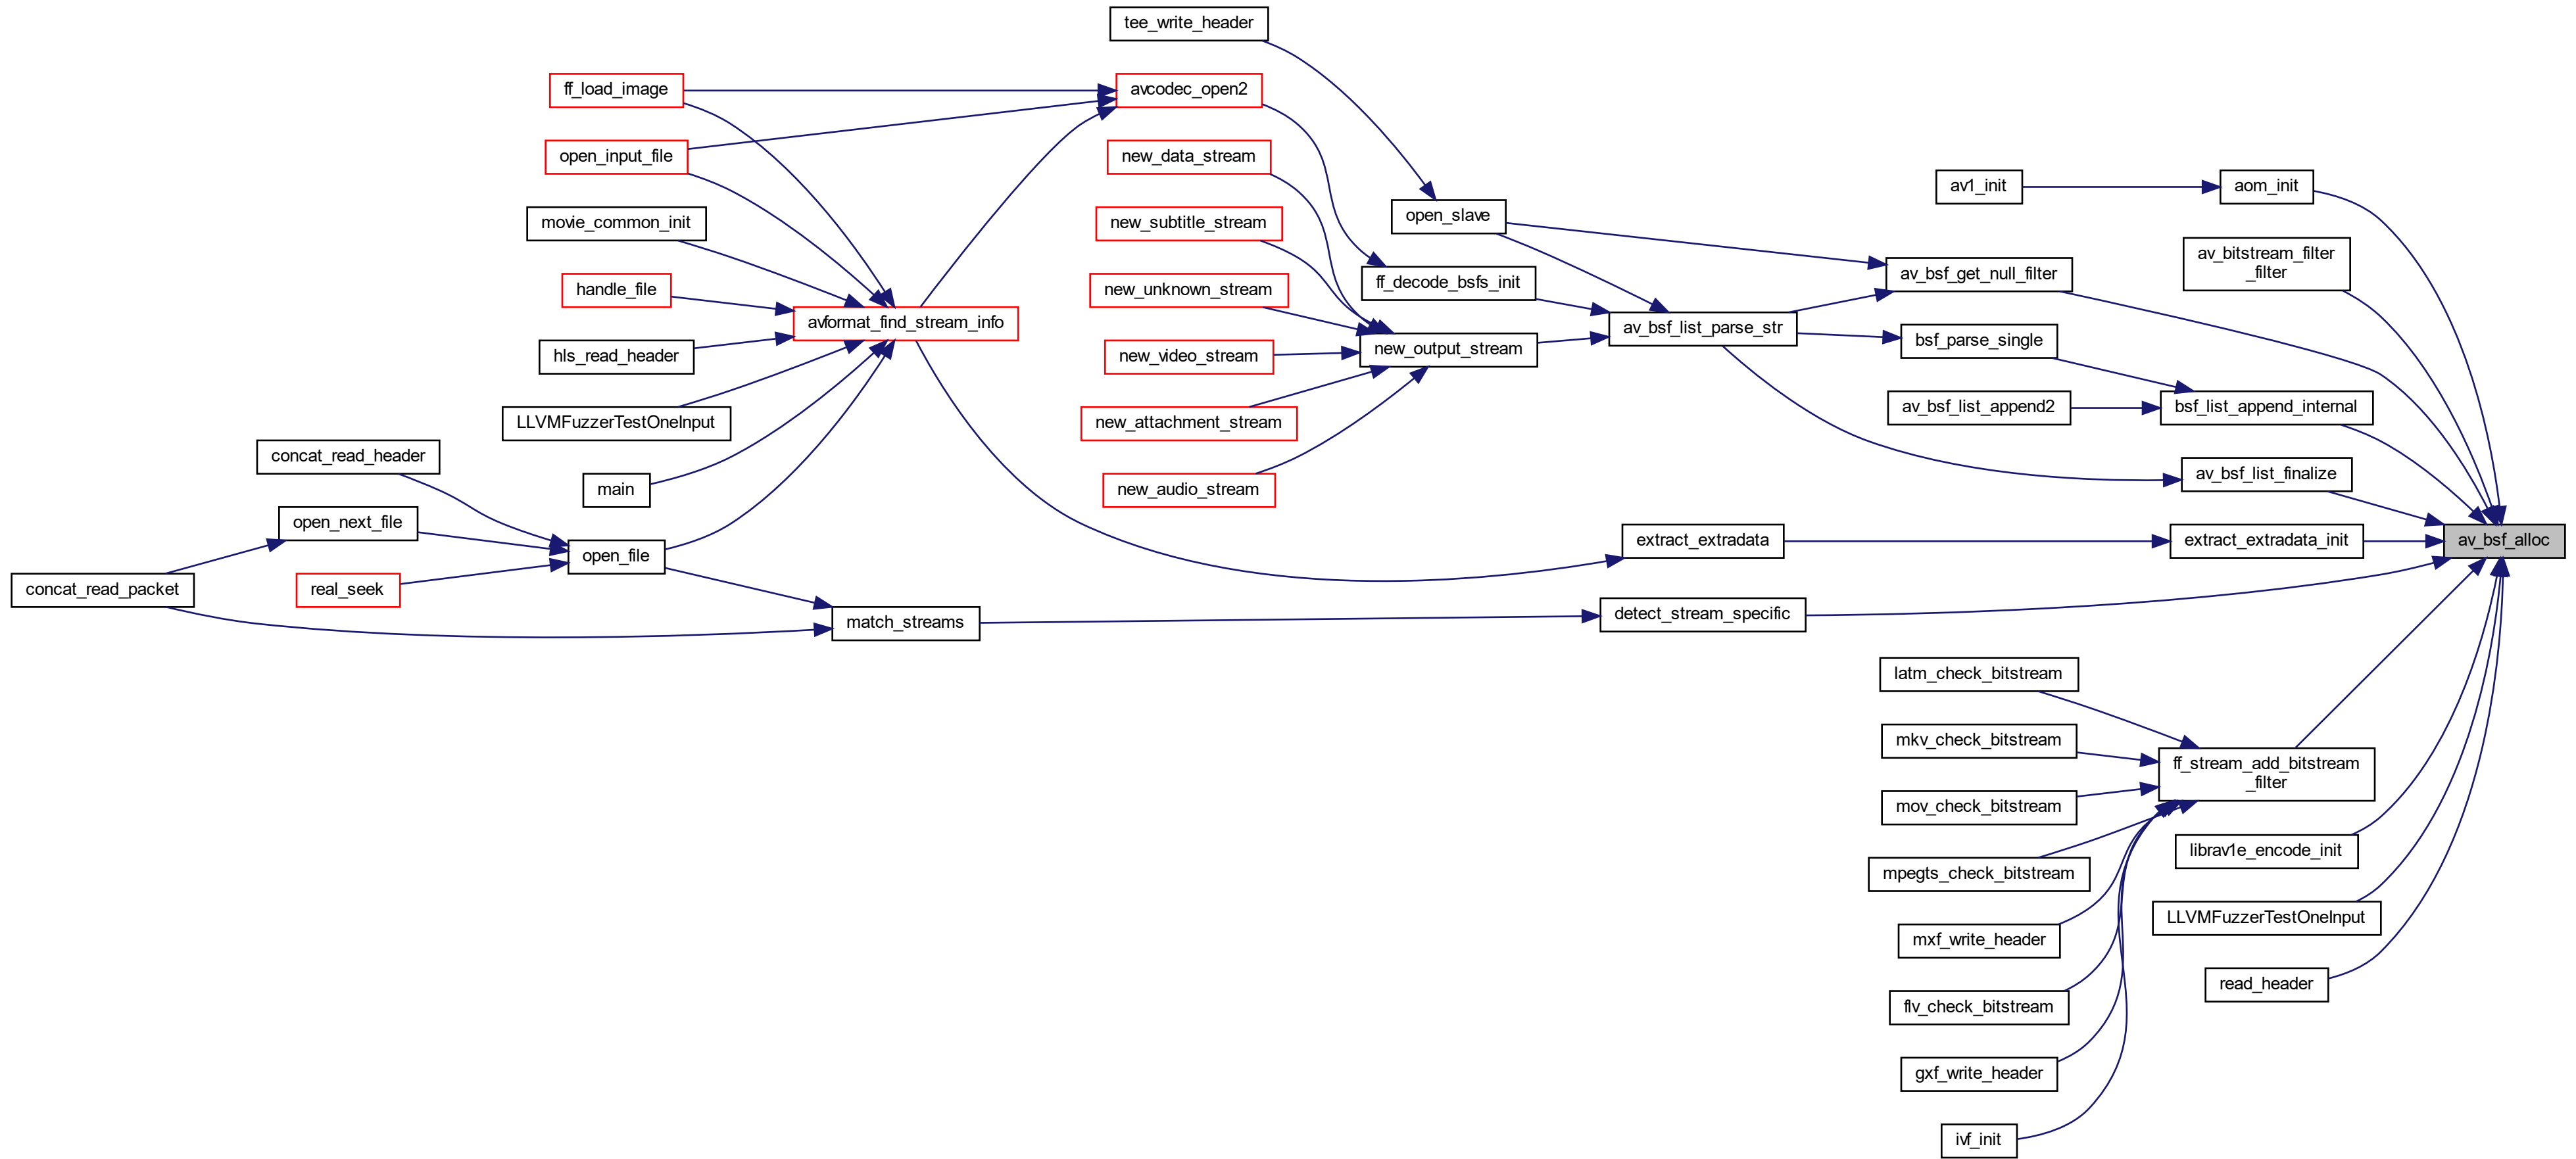 tee_write_header
ff_load_image
avcodec_open2
open_input_file
new_data_stream
av1_init
aom_init
movie_common_init
new_subtitle_stream
open_slave
av_bitstream_filter
_filter
handle_file
new_unknown_stream
ff_decode_bsfs_init
av_bsf_get_null_filter
avformat_find_stream_info
av_bsf_list_parse_str
hls_read_header
new_video_stream
new_output_stream
bsf_parse_single
LLVMFuzzerTestOneInput
new_attachment_stream
av_bsf_list_append2
bsf_list_append_internal
concat_read_header
main
new_audio_stream
av_bsf_list_finalize
open_next_file
open_file
extract_extradata
extract_extradata_init
av_bsf_alloc
concat_read_packet
real_seek
match_streams
detect_stream_specific
latm_check_bitstream
mkv_check_bitstream
ff_stream_add_bitstream
_filter
mov_check_bitstream
librav1e_encode_init
mpegts_check_bitstream
LLVMFuzzerTestOneInput
mxf_write_header
read_header
flv_check_bitstream
gxf_write_header
ivf_init